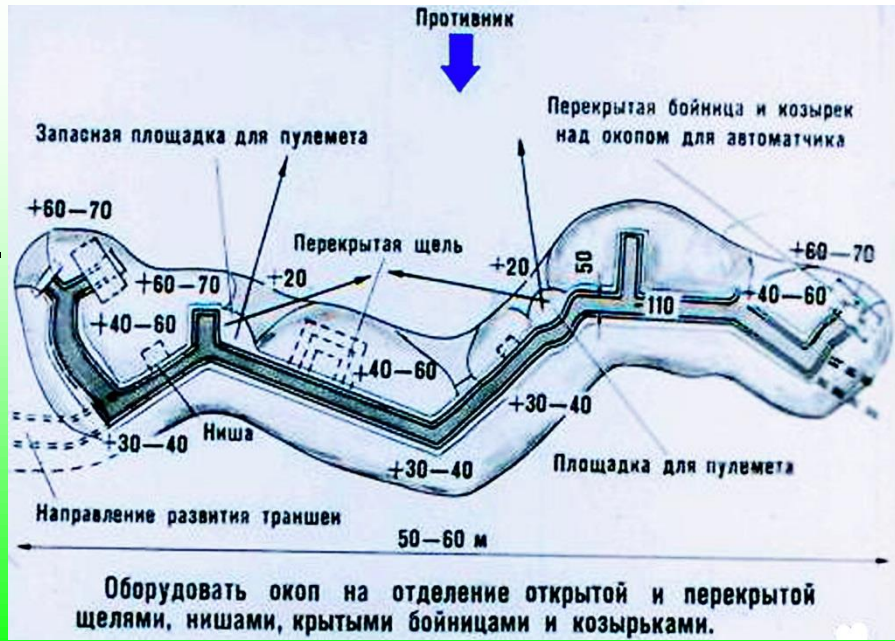 Противник
Перекрытая бойница и козырек
над окопом для автоматчика
Запасная площадка для пулемета
+60—70
Перекрытая щель
+60—70
+60—70
+20
+20
50
+40—60
110
+40—60
+40—60
+30—40
+30—40
Ниша
+30—40
Площадка для пулемета
Направление развития траншеи
50—60 м
Оборудовать окоп на отделение открытой и перекрытой
щелями, нишами, крытыми бойницами и козырьками.